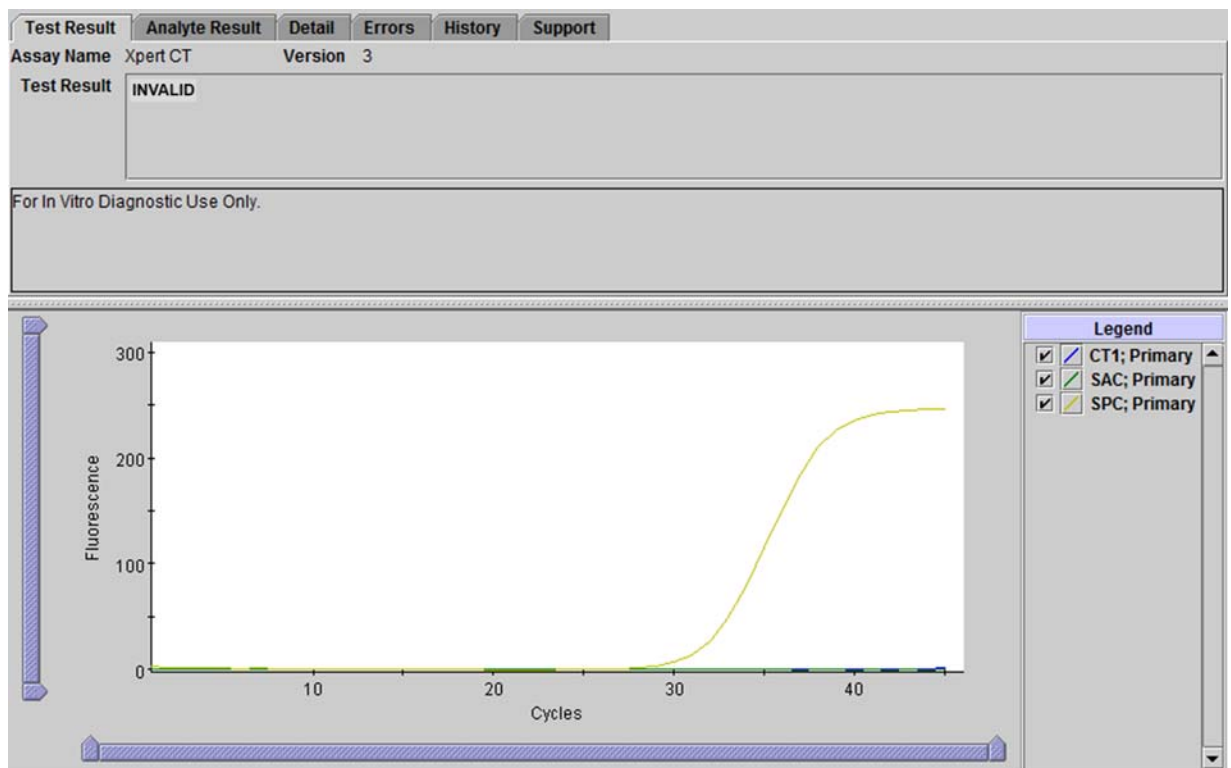 Test Result Analyte Result Detail Errors History Support
Assay Name Xpert CT Version 3
Test Result INVALID
For In Vitro Diagnostic Use Only.
Legend
CT1; Primary
SAC; Primary
SPC; Primary
300
200
100
0
Fluorescence
10 20 30 40
Cycles